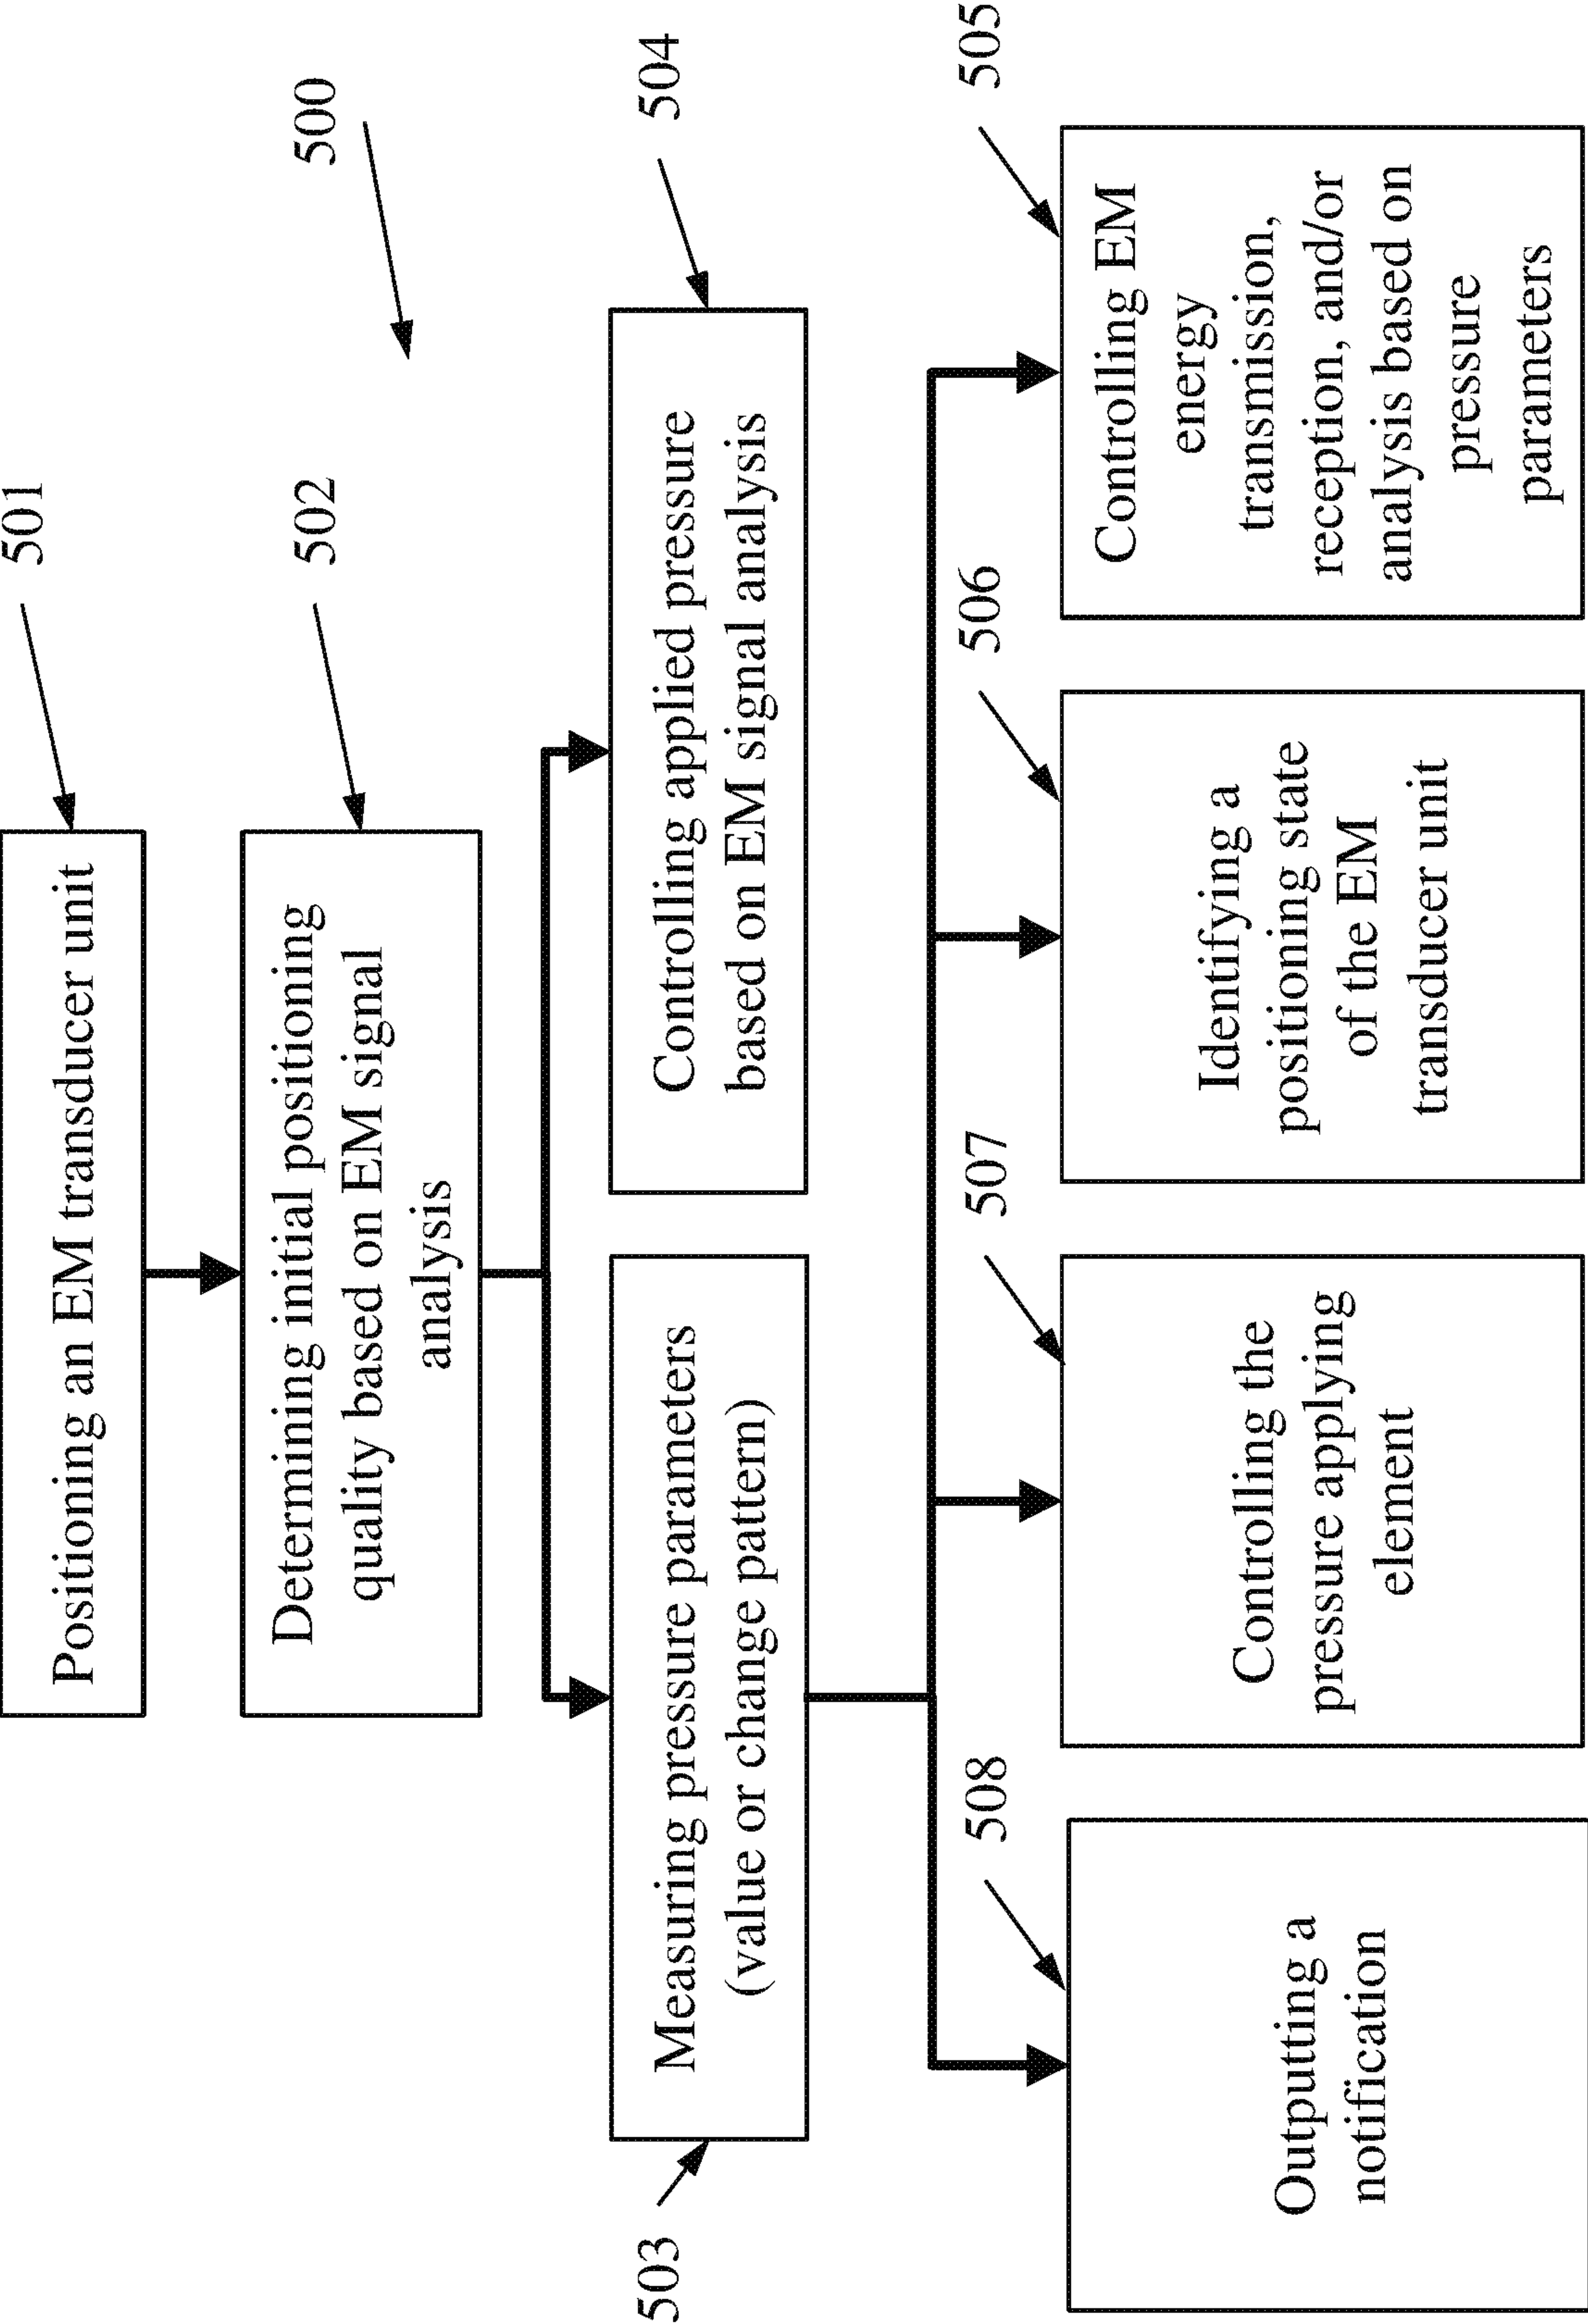 501
Positioning an EM transducer unit
500
502
Determining initial positioning
quality based on EM signal
analysis
503
Measuring pressure parameters
(value or change pattern)
504
Controlling applied pressure
based on EM signal analysis
508
Outputting a
notification
507
Controlling the
pressure applying
element
506
Identifying a
positioning state
of the EM
transducer unit
505
Controlling EM
energy
transmission,
reception, and/or
analysis based on
pressure
parameters